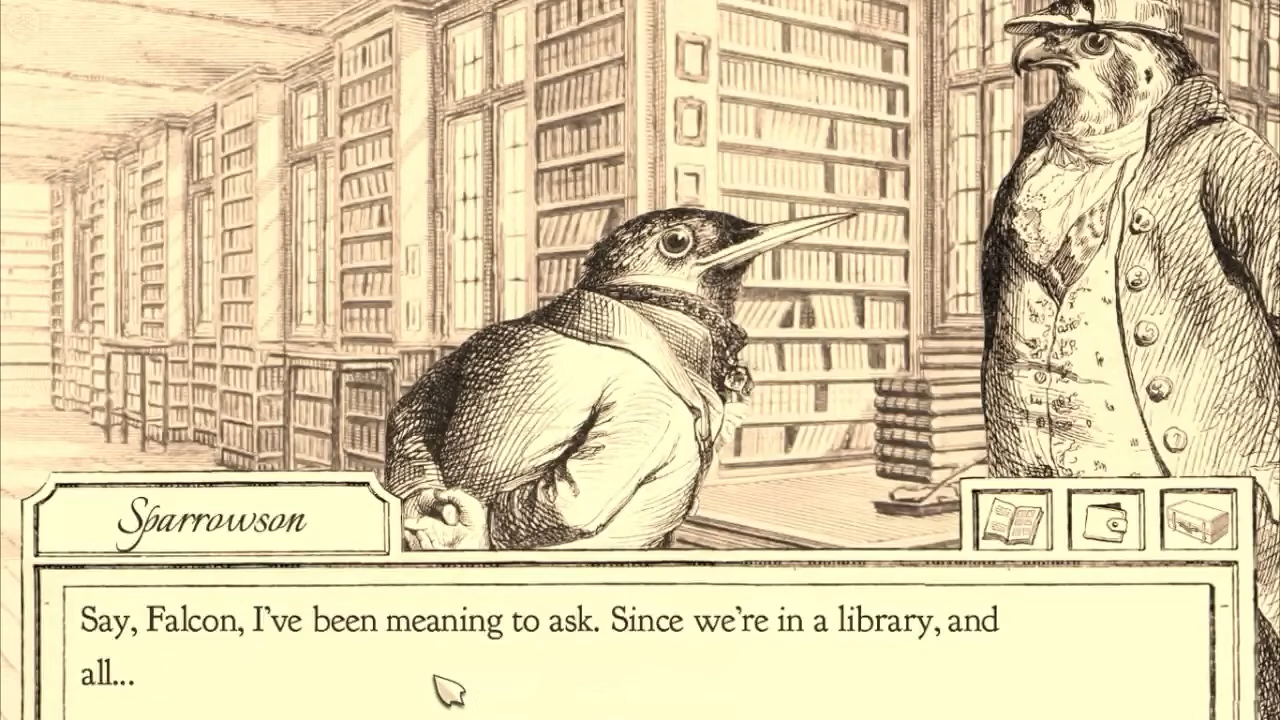 Sparrowson
Say, Falcon, I've been meaning to ask. Since we're in a library, and
all...